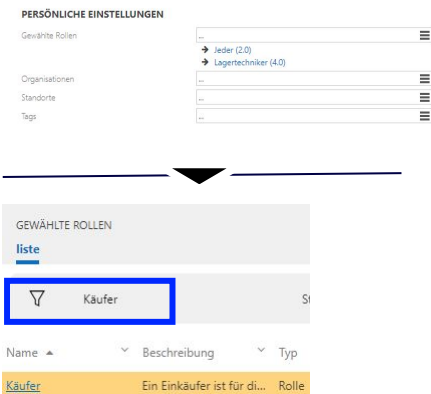 PERSÖNLICHE EINSTELLUNGEN
Gewählte Rollen ...
Jeder (2.0)
Lagertechniker (4.0)
Organisationen ...
Standorte ...
Tags ...
GEWÄHLTE ROLLEN
liste
Käufer
Name Beschreibung Typ
Käufer Ein Einkäufer ist für di... Rolle